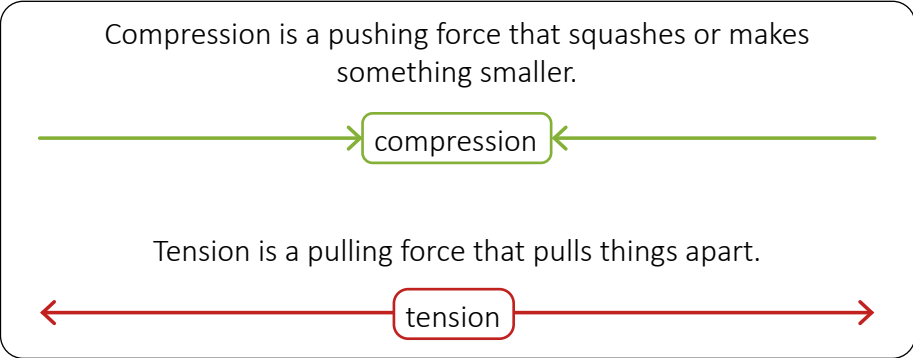 Compression is a pushing force that squashes or makes
something smaller.
compression
Tension is a pulling force that pulls things apart.
tension